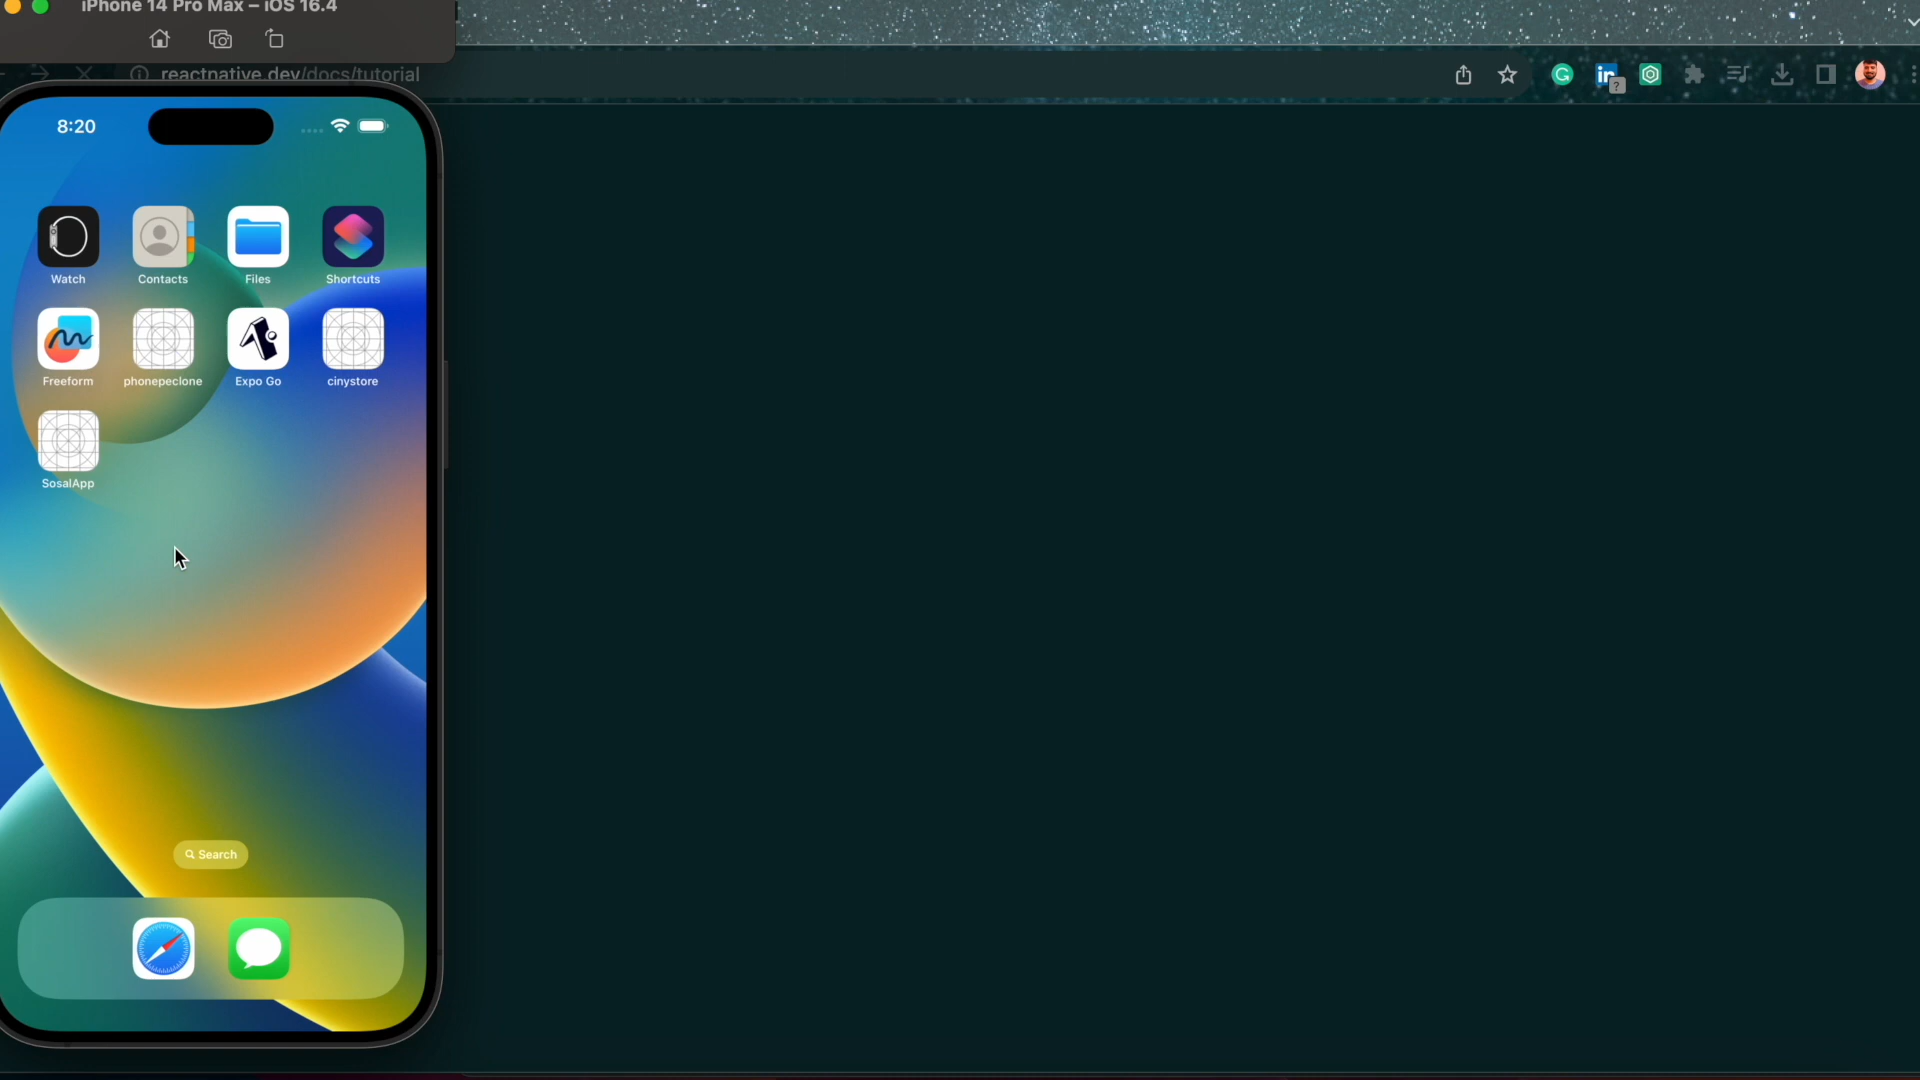 iPhone 14 Pro Max – iOS 16.4
reactnative.dev/docs/tutorial
8:20
Watch
Contacts
Files
Shortcuts
Freeform
phonepeclone
Expo Go
cinystore
SosalApp
Search
G
in
?